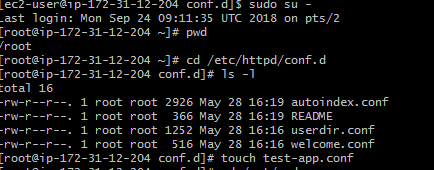 [ec2-user@ip-172-31-12-204 conf.d]$ sudo su -
Last login: Mon Sep 24 09:11:35 UTC 2018 on pts/2
[root@ip-172-31-12-204 ~]# pwd
/root
[root@ip-172-31-12-204 ~]# cd /etc/httpd/conf.d
[root@ip-172-31-12-204 conf.d]# ls -l
total 16
-rw-r--r--. 1 root root 2926 May 28 16:19 autoindex.conf
-rw-r--r--. 1 root root  366 May 28 16:19 README
-rw-r--r--. 1 root root 1252 May 28 16:16 userdir.conf
-rw-r--r--. 1 root root  516 May 28 16:16 welcome.conf
[root@ip-172-31-12-204 conf.d]# touch test-app.conf